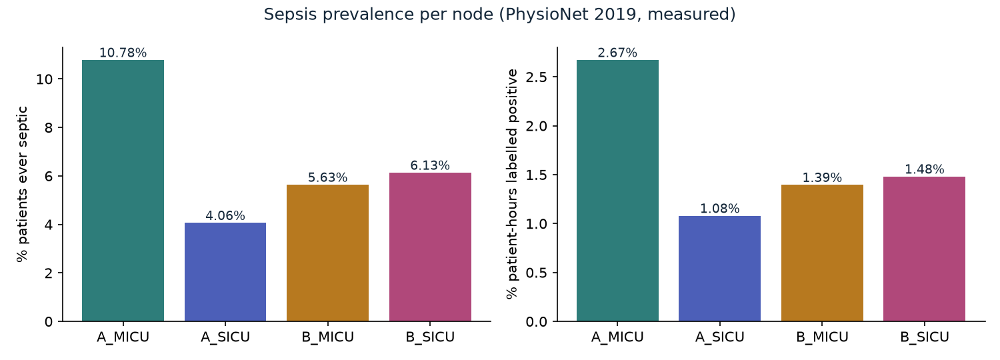 Sepsis prevalence per node (PhysioNet 2019, measured)
% patients ever septic
10
8
6
4
2
0
10.78%
4.06%
5.63%
6.13%
A_MICU
A_SICU
B_MICU
B_SICU
% patient-hours labelled positive
2.5
2.0
1.5
1.0
0.5
0.0
2.67%
1.08%
1.39%
1.48%
A_MICU
A_SICU
B_MICU
B_SICU